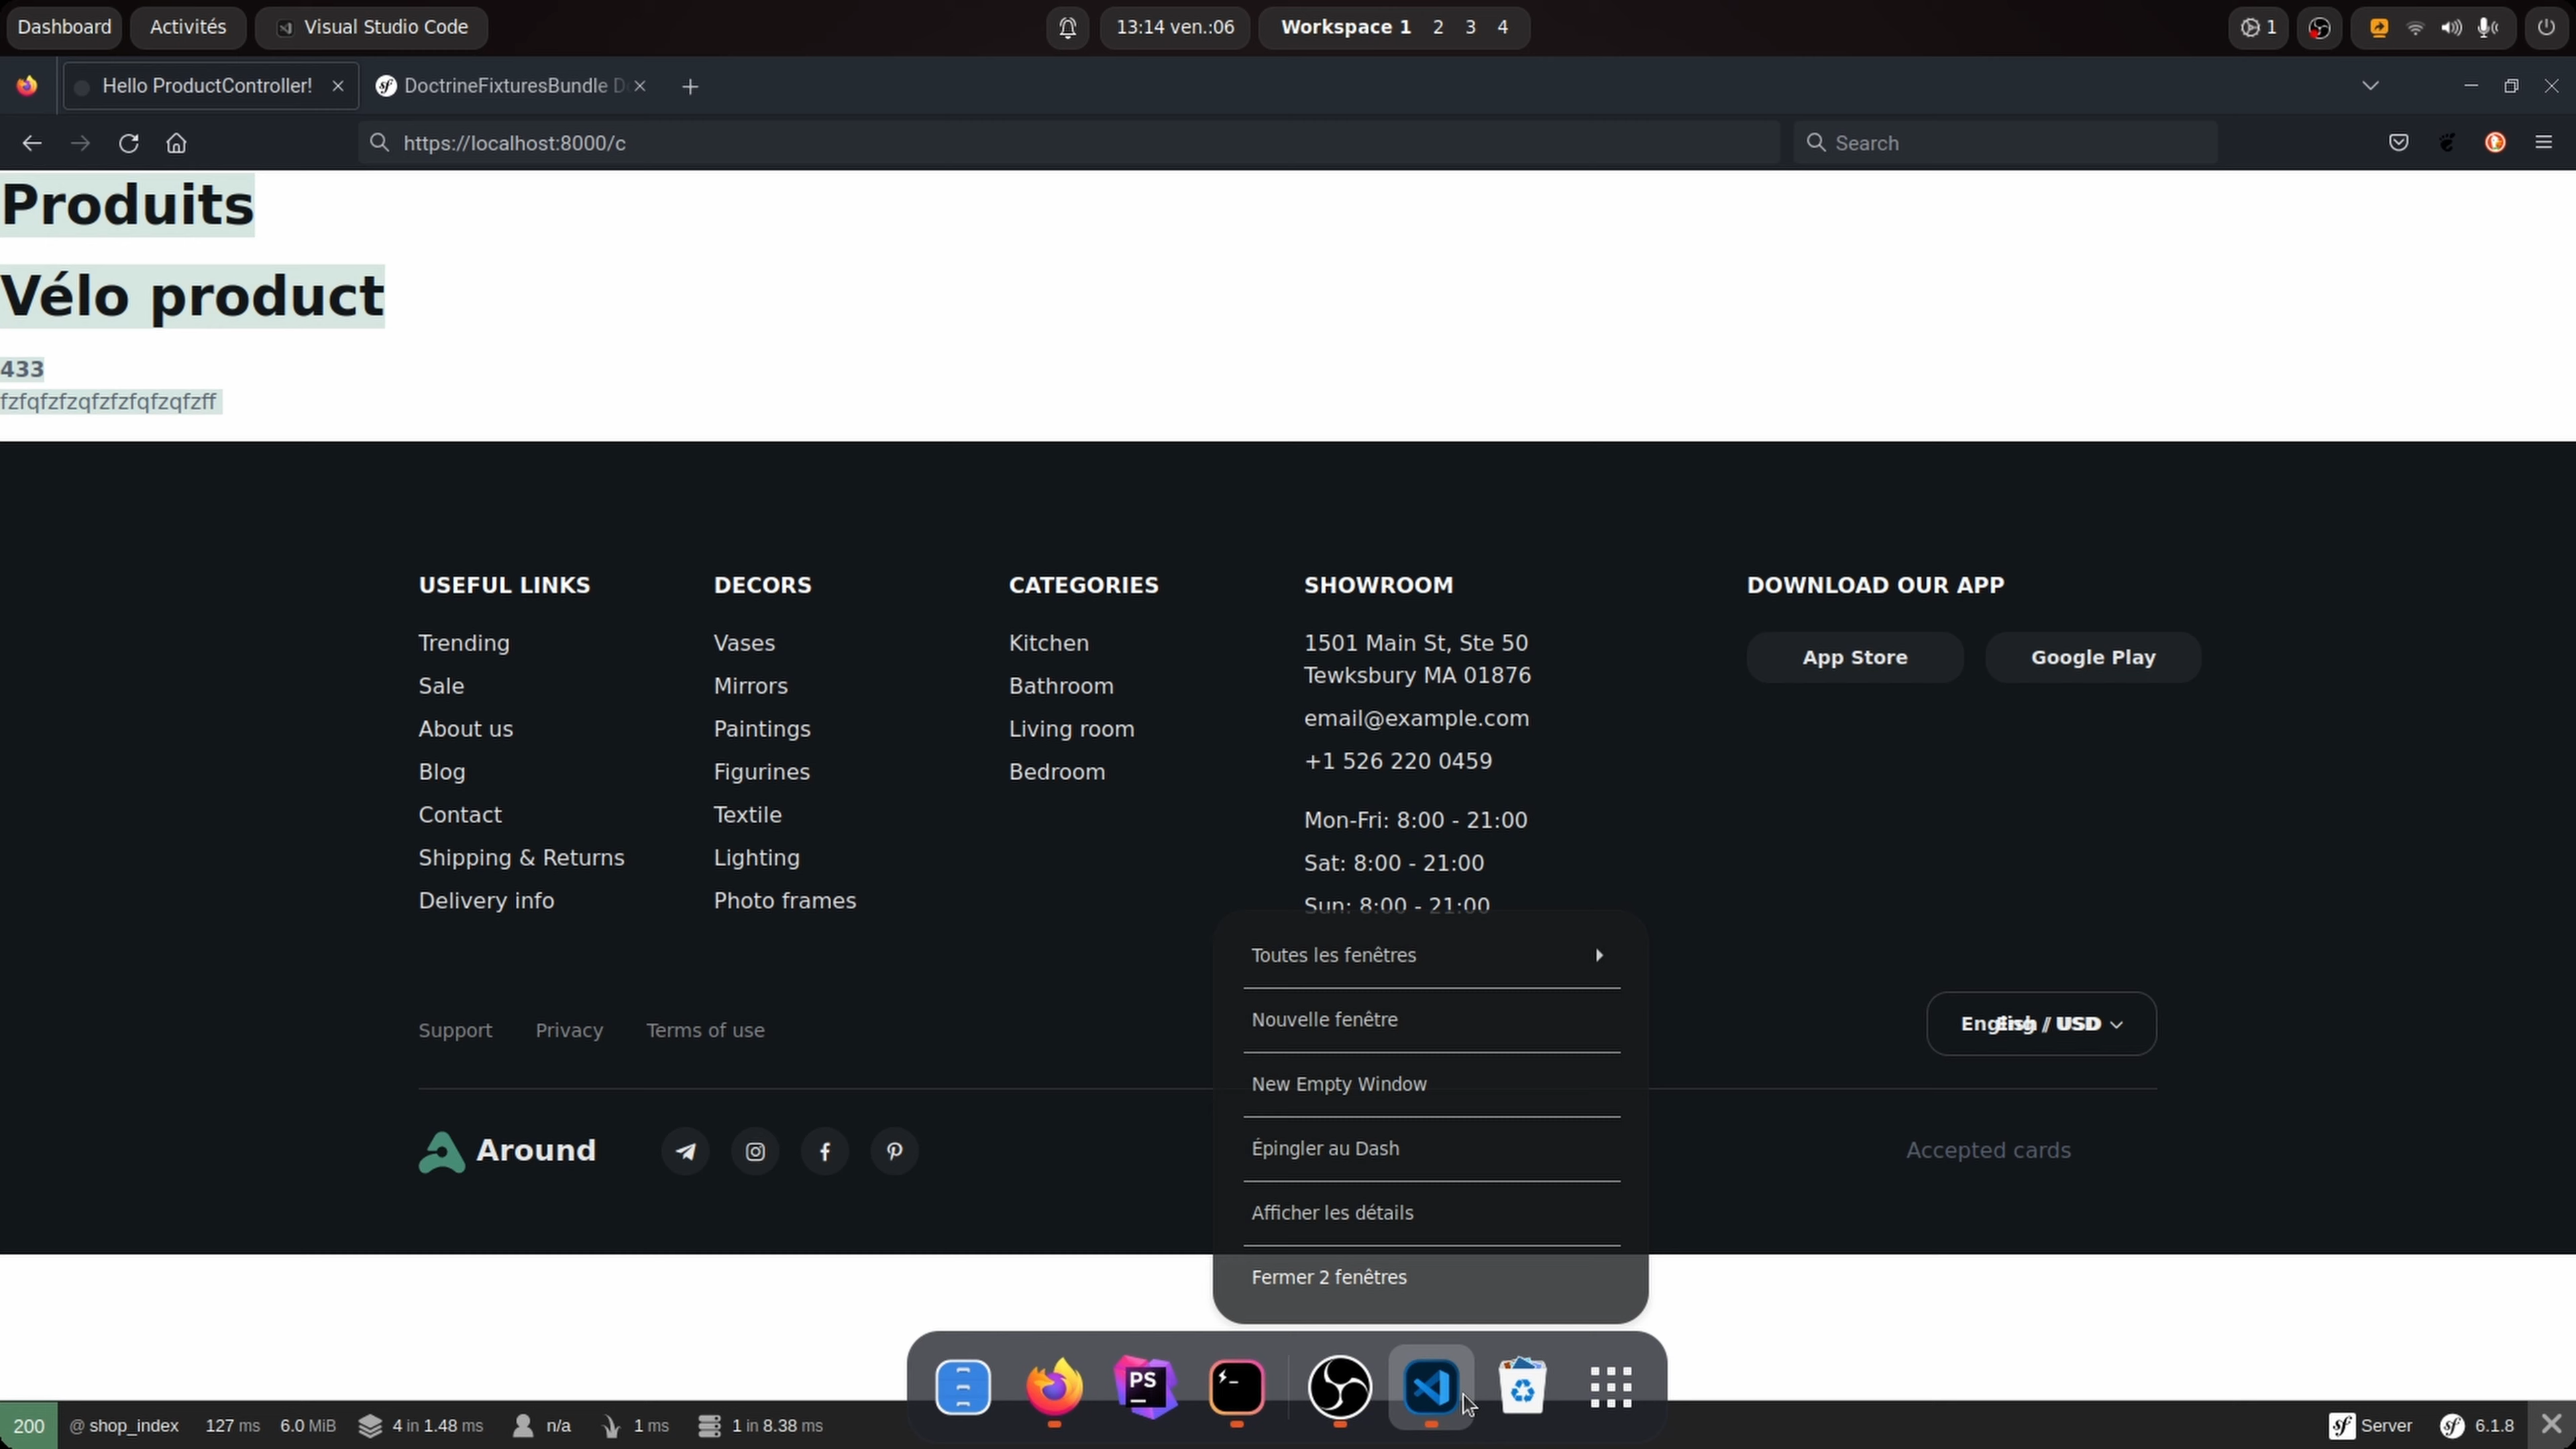 Dashboard Activités Visual Studio Code 13:14 ven.:06 Workspace 1 2 3 4 1
Hello ProductController! DoctrineFixturesBundle D
https://localhost:8000/c Search
Produits
Vélo product
433
fzfqfzfzqfzfzfqfzqfzff
USEFUL LINKS
Trending
Sale
About us
Blog
Contact
Shipping & Returns
Delivery info
DECORS
Vases
Mirrors
Paintings
Figurines
Textile
Lighting
Photo frames
CATEGORIES
Kitchen
Bathroom
Living room
Bedroom
SHOWROOM
1501 Main St, Ste 50
Tewksbury MA 01876
email@example.com
+1 526 220 0459
Mon-Fri: 8:00 - 21:00
Sat: 8:00 - 21:00
Sun: 8:00 - 21:00
DOWNLOAD OUR APP
App Store Google Play
Toutes les fenêtres
Nouvelle fenêtre
New Empty Window
Épingler au Dash
Afficher les détails
Fermer 2 fenêtres
Support Privacy Terms of use
English / USD
Around
Accepted cards
PS
200 @ shop_index 127 ms 6.0 MiB 4 in 1.48 ms n/a 1 ms 1 in 8.38 ms Server 6.1.8